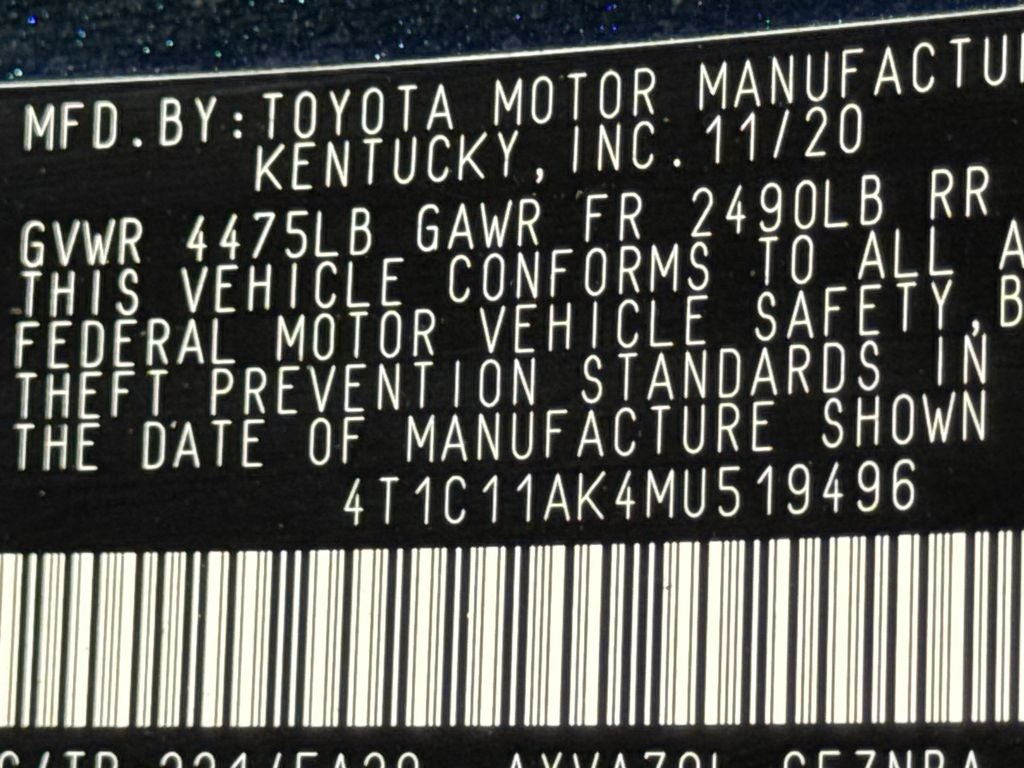 MFD.BY:TOYOTA MOTOR MANUFACTU
KENTUCKY, INC. 11/20
GVWR 4475LB GAWR FR 2490LB RR
THIS VEHICLE CONFORMS TO ALL A
FEDERAL MOTOR VEHICLE SAFETY, B
THEFT PREVENTION STANDARDS IN
THE DATE OF MANUFACTURE SHOWN
4T1C11AK4MU519496